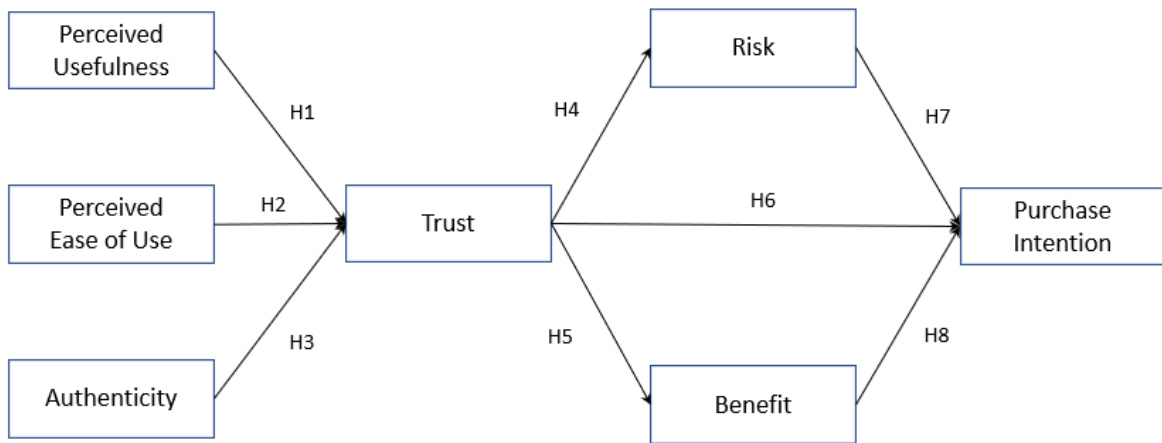 Perceived
Usefulness
H1
Perceived
Ease of Use
H2
Authenticity
H3
Trust
H4
Risk
H7
H6
Purchase
Intention
H5
Benefit
H8